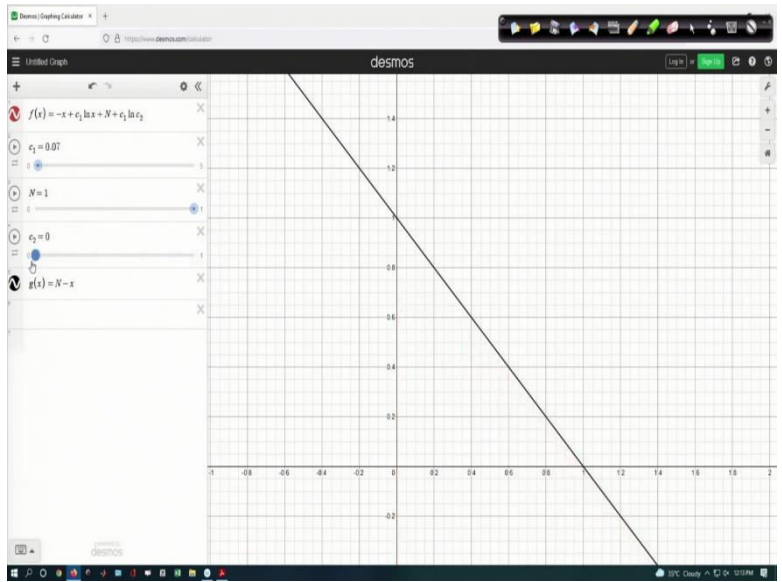 Desmos | Graphing Calculator × +
https://www.desmos.com/calculator
Untitled Graph
desmos
Log In or Sign Up
f(x) = −x + c₁ ln x + N + c₁ ln c₂
c₁ = 0.07
0 5
N = 1
0 1
c₂ = 0
0 1
g(x) = N − x
1.4
1.2
1
0.8
0.6
0.4
0.2
-1 -0.8 -0.6 -0.4 -0.2 0 0.2 0.4 0.6 0.8 1 1.2 1.4 1.6 1.8 2
-0.2
powered by
desmos
Cloudy